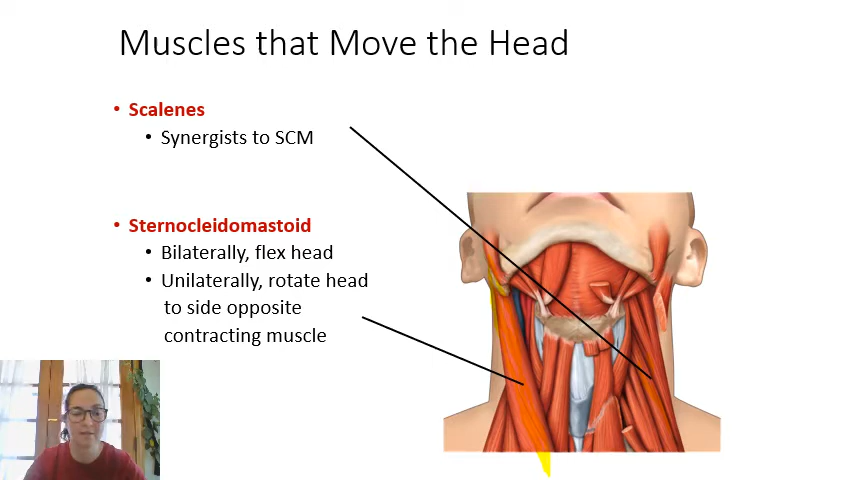 Muscles that Move the Head
• Scalenes
• Synergists to SCM
• Sternocleidomastoid
• Bilaterally, flex head
• Unilaterally, rotate head
to side opposite
contracting muscle